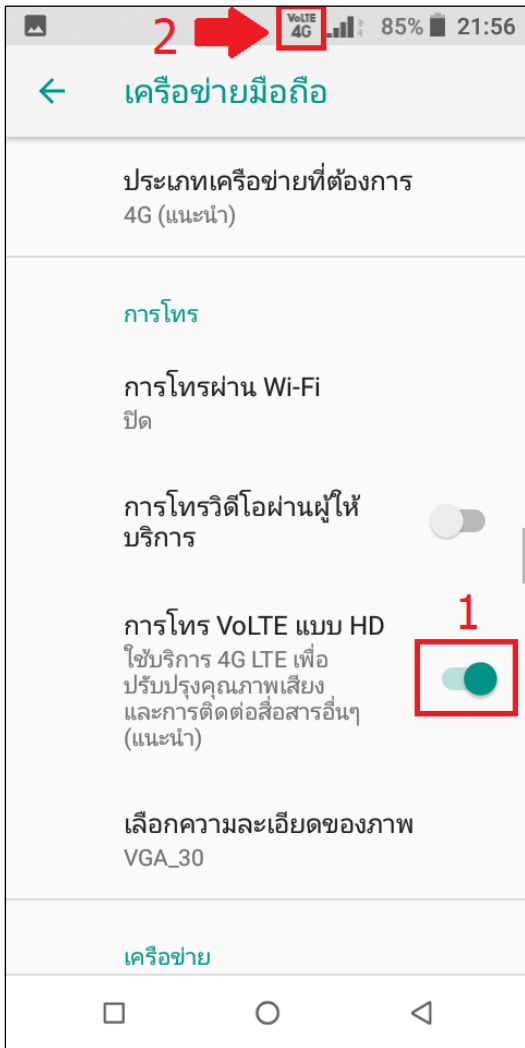 2
VoLTE
4G
85%
21:56
เครือข่ายมือถือ
ประเภทเครือข่ายที่ต้องการ
4G (แนะนำ)
การโทร
การโทรผ่าน Wi-Fi
ปิด
การโทรวิดีโอผ่านผู้ให้
บริการ
1
การโทร VoLTE แบบ HD
ใช้บริการ 4G LTE เพื่อ
ปรับปรุงคุณภาพเสียง
และการติดต่อสื่อสารอื่นๆ
(แนะนำ)
เลือกความละเอียดของภาพ
VGA_30
เครือข่าย